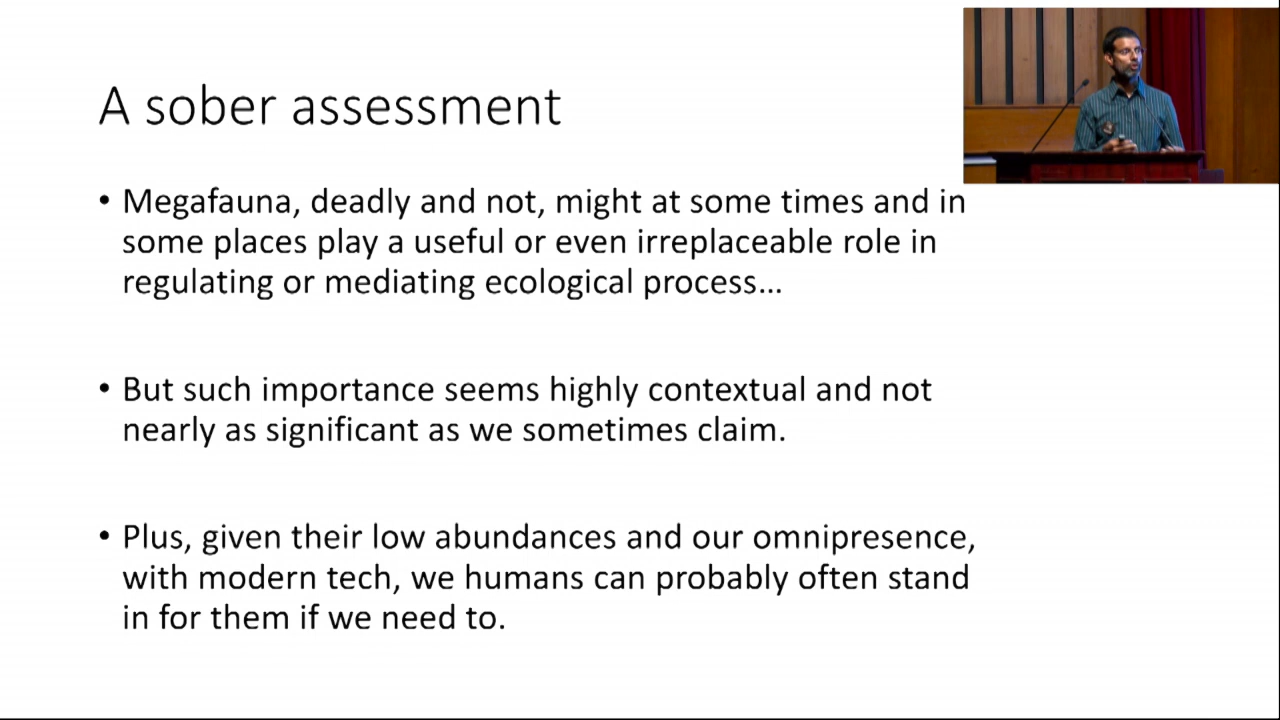 A sober assessment
• Megafauna, deadly and not, might at some times and in
some places play a useful or even irreplaceable role in
regulating or mediating ecological process…
• But such importance seems highly contextual and not
nearly as significant as we sometimes claim.
• Plus, given their low abundances and our omnipresence,
with modern tech, we humans can probably often stand
in for them if we need to.